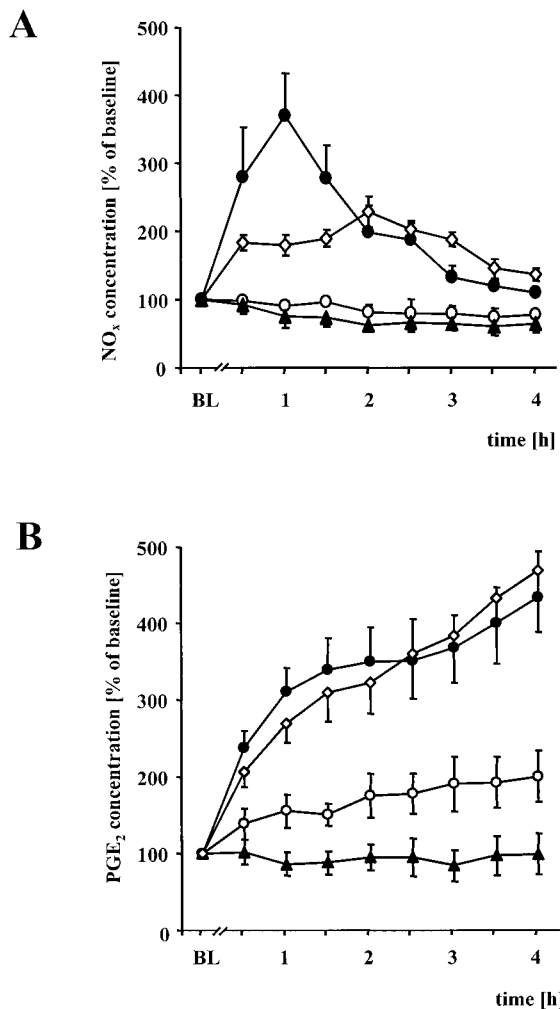 A
NOx concentration [% of baseline]
500
400
300
200
100
0
BL 1 2 3 4
time [h]
B
PGE2 concentration [% of baseline]
500
400
300
200
100
0
BL 1 2 3 4
time [h]